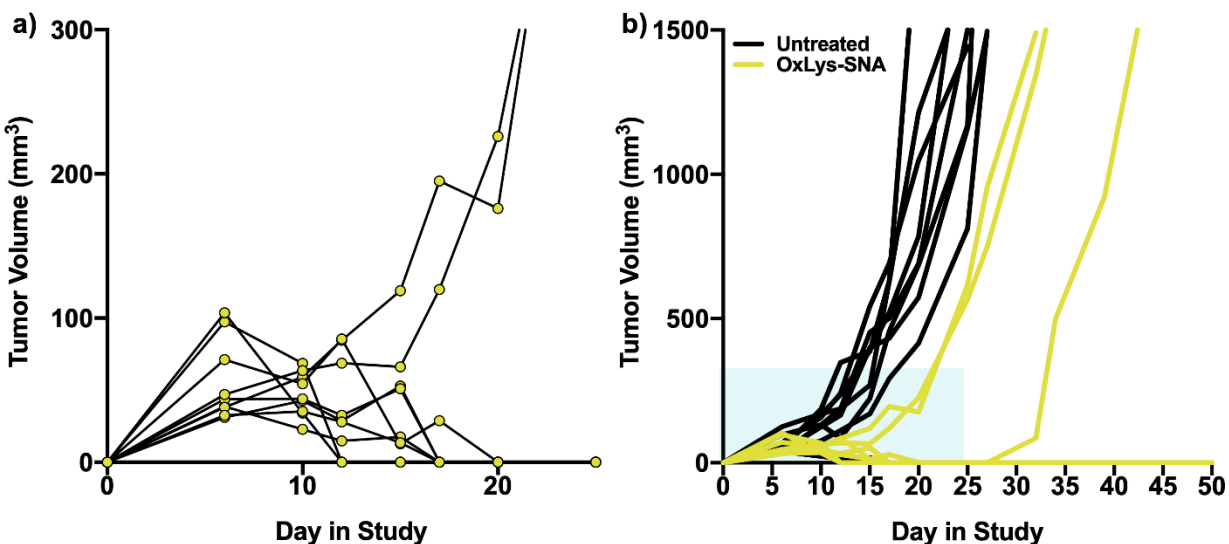 a)
300
200
100
0
Tumor Volume (mm³)
0 10 20
Day in Study
b)
1500
1000
500
0
Tumor Volume (mm³)
Untreated
OxLys-SNA
0 5 10 15 20 25 30 35 40 45 50
Day in Study